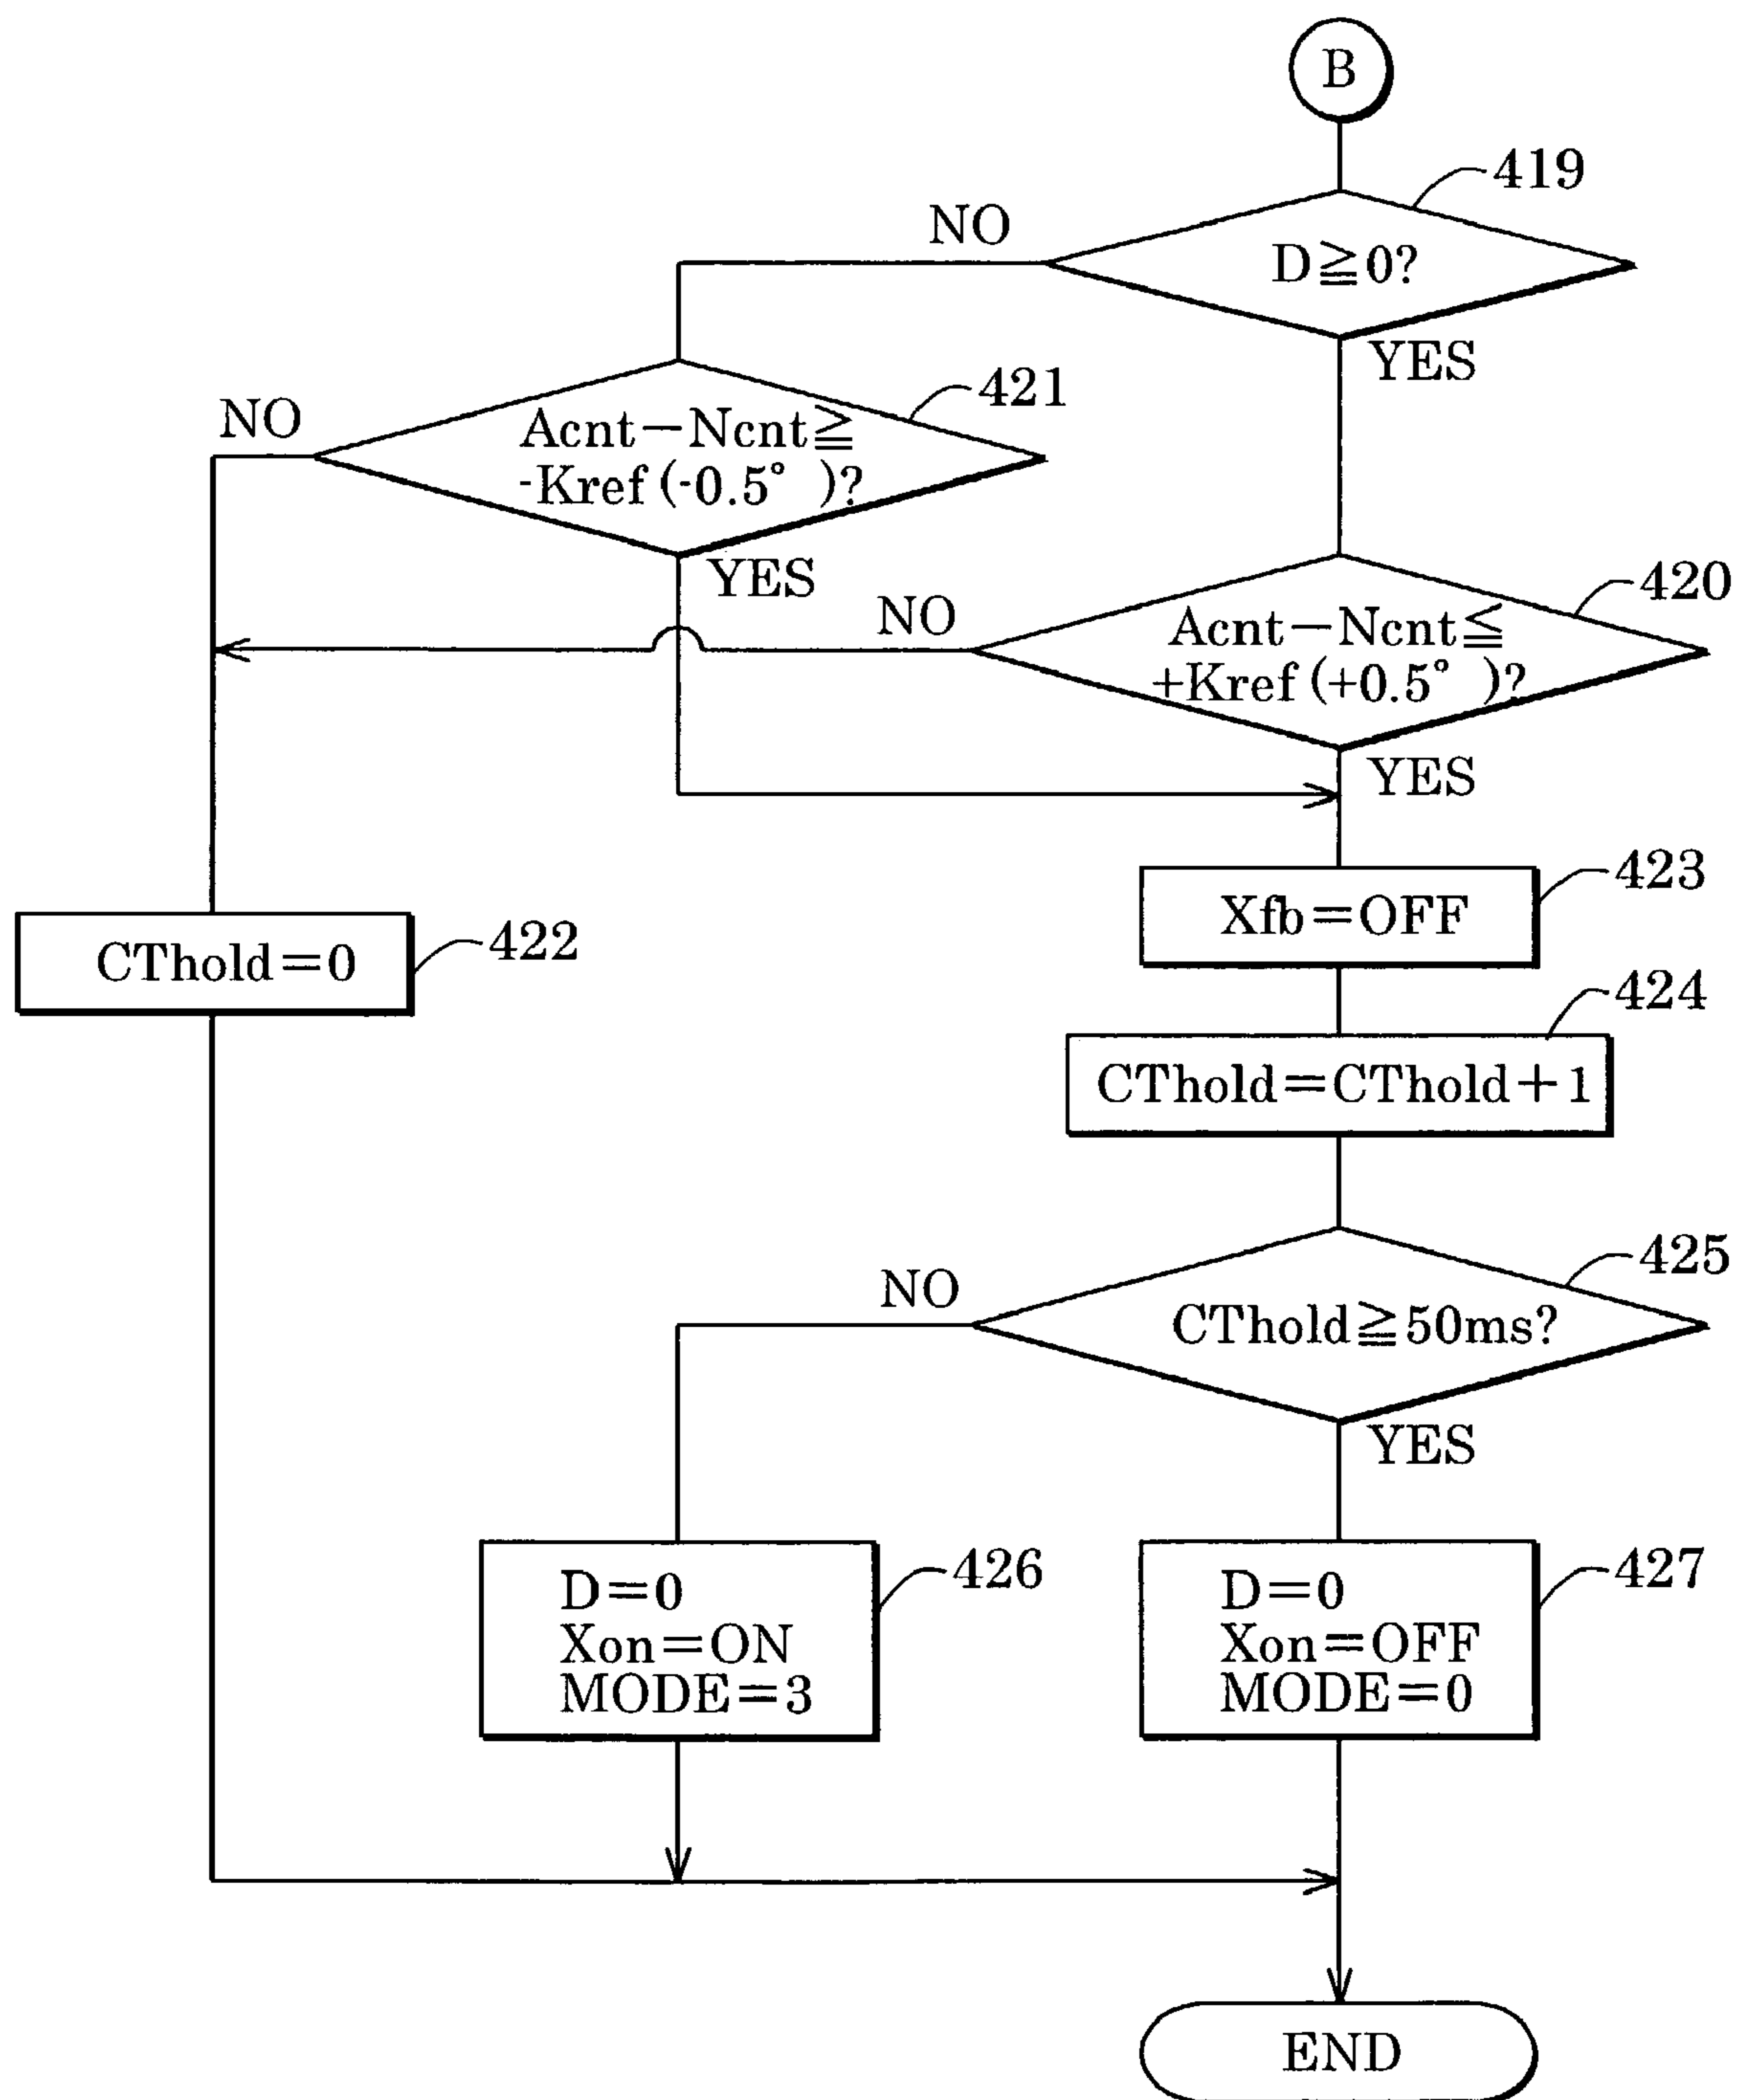 B
419
NO
D≧0?
YES
421
NO
Acnt−Ncnt≧
-Kref(-0.5° )?
YES
420
NO
Acnt−Ncnt≦
+Kref(+0.5° )?
YES
423
Xfb=OFF
422
CThold=0
424
CThold=CThold+1
425
NO
CThold≧50ms?
YES
426
D=0
Xon=ON
MODE=3
427
D=0
Xon=OFF
MODE=0
END